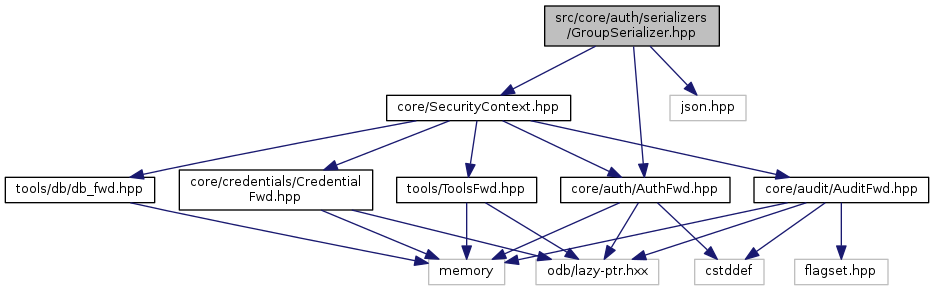 src/core/auth/serializers
/GroupSerializer.hpp
core/SecurityContext.hpp
json.hpp
tools/db/db_fwd.hpp
core/credentials/Credential
Fwd.hpp
tools/ToolsFwd.hpp
core/auth/AuthFwd.hpp
core/audit/AuditFwd.hpp
memory
odb/lazy-ptr.hxx
cstddef
flagset.hpp